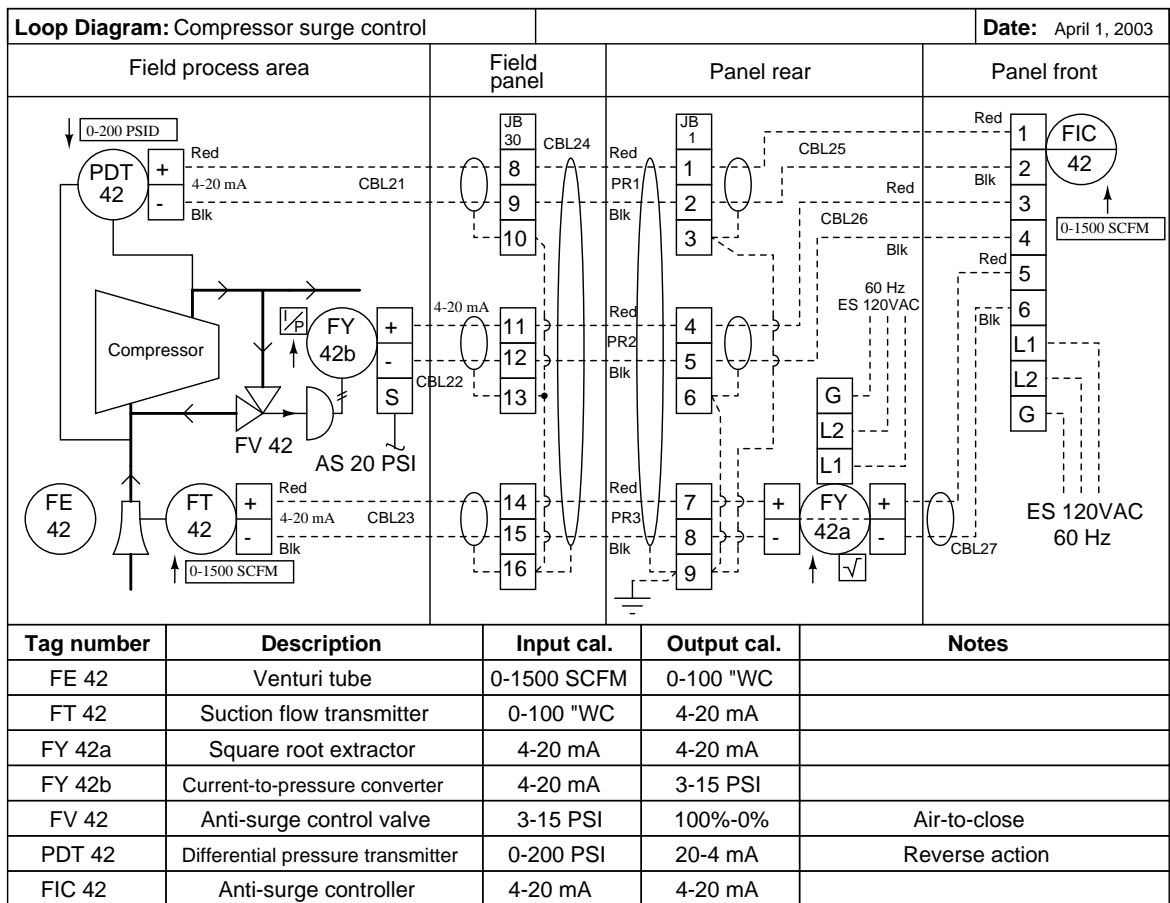 Loop Diagram: Compressor surge control
Date: April 1, 2003
Field process area
Field
panel
Panel rear
Panel front
0-200 PSID
PDT
42
+
-
Red
4-20 mA
Blk
CBL21
JB
30
8
9
10
CBL24
Red
PR1
Blk
JB
1
1
2
3
CBL25
Red
Blk
Red
CBL26
Blk
Red
Blk
1
2
3
4
5
6
L1
L2
G
FIC
42
0-1500 SCFM
Compressor
I/P
FY
42b
+
-
S
4-20 mA
CBL22
11
12
13
Red
PR2
Blk
4
5
6
60 Hz
ES 120VAC
G
L2
L1
FV 42
AS 20 PSI
FE
42
FT
42
+
-
Red
4-20 mA
Blk
CBL23
0-1500 SCFM
14
15
16
Red
PR3
Blk
7
8
9
+
-
FY
42a
+
-
√
CBL27
ES 120VAC
60 Hz
Tag number Description Input cal. Output cal. Notes
FE 42 Venturi tube 0-1500 SCFM 0-100 "WC
FT 42 Suction flow transmitter 0-100 "WC 4-20 mA
FY 42a Square root extractor 4-20 mA 4-20 mA
FY 42b Current-to-pressure converter 4-20 mA 3-15 PSI
FV 42 Anti-surge control valve 3-15 PSI 100%-0% Air-to-close
PDT 42 Differential pressure transmitter 0-200 PSI 20-4 mA Reverse action
FIC 42 Anti-surge controller 4-20 mA 4-20 mA